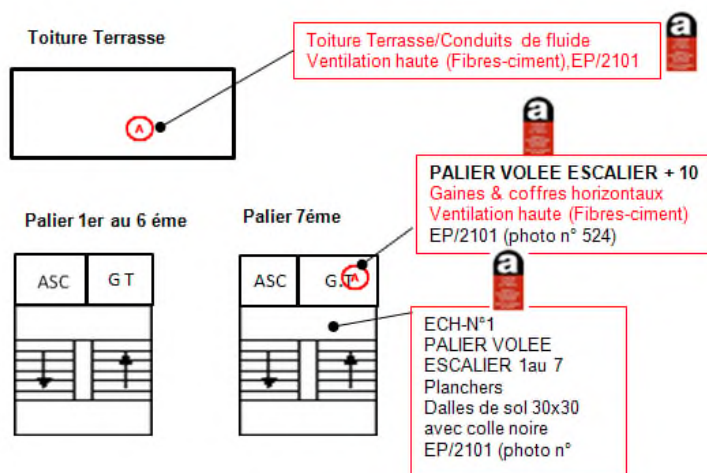 Toiture Terrasse
Toiture Terrasse/Conduits de fluide
Ventilation haute (Fibres-ciment),EP/2101
a
A
a
PALIER VOLEE ESCALIER + 10
Gaines & coffres horizontaux
Ventilation haute (Fibres-ciment)
EP/2101 (photo n° 524)
Palier 1er au 6 éme
Palier 7éme
ASC
G T
ASC
G.T
A
a
ECH-N°1
PALIER VOLEE
ESCALIER 1au 7
Planchers
Dalles de sol 30x30
avec colle noire
EP/2101 (photo n°